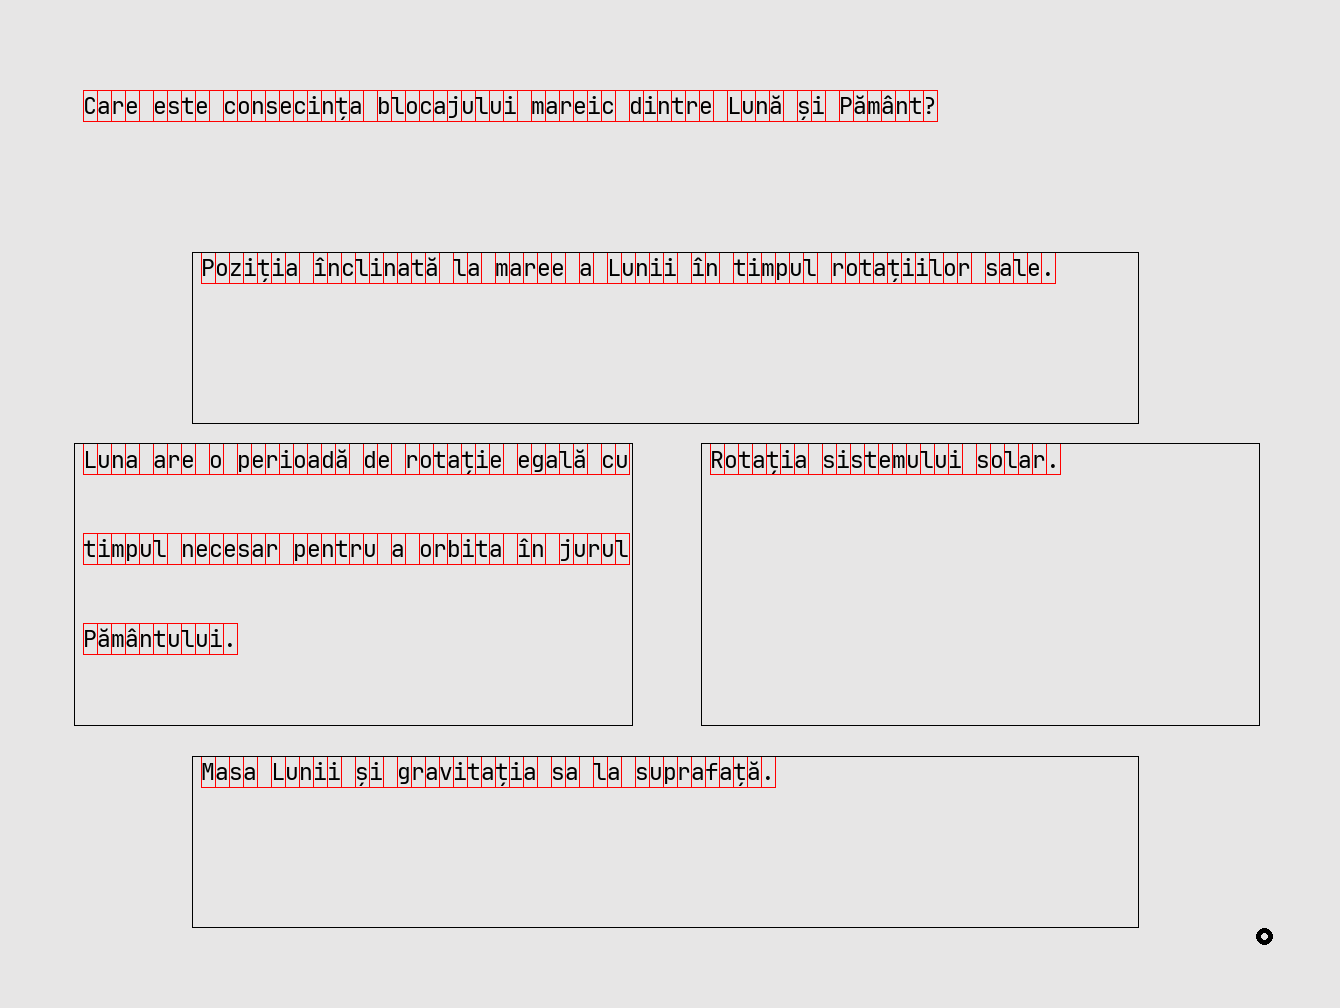 Care este consecința blocajului mareic dintre Lună și Pământ?
Poziția înclinată la maree a Lunii în timpul rotațiilor sale.
Luna are o perioadă de rotație egală cu
timpul necesar pentru a orbita în jurul
Pământului.
Rotația sistemului solar.
Masa Lunii și gravitația sa la suprafață.